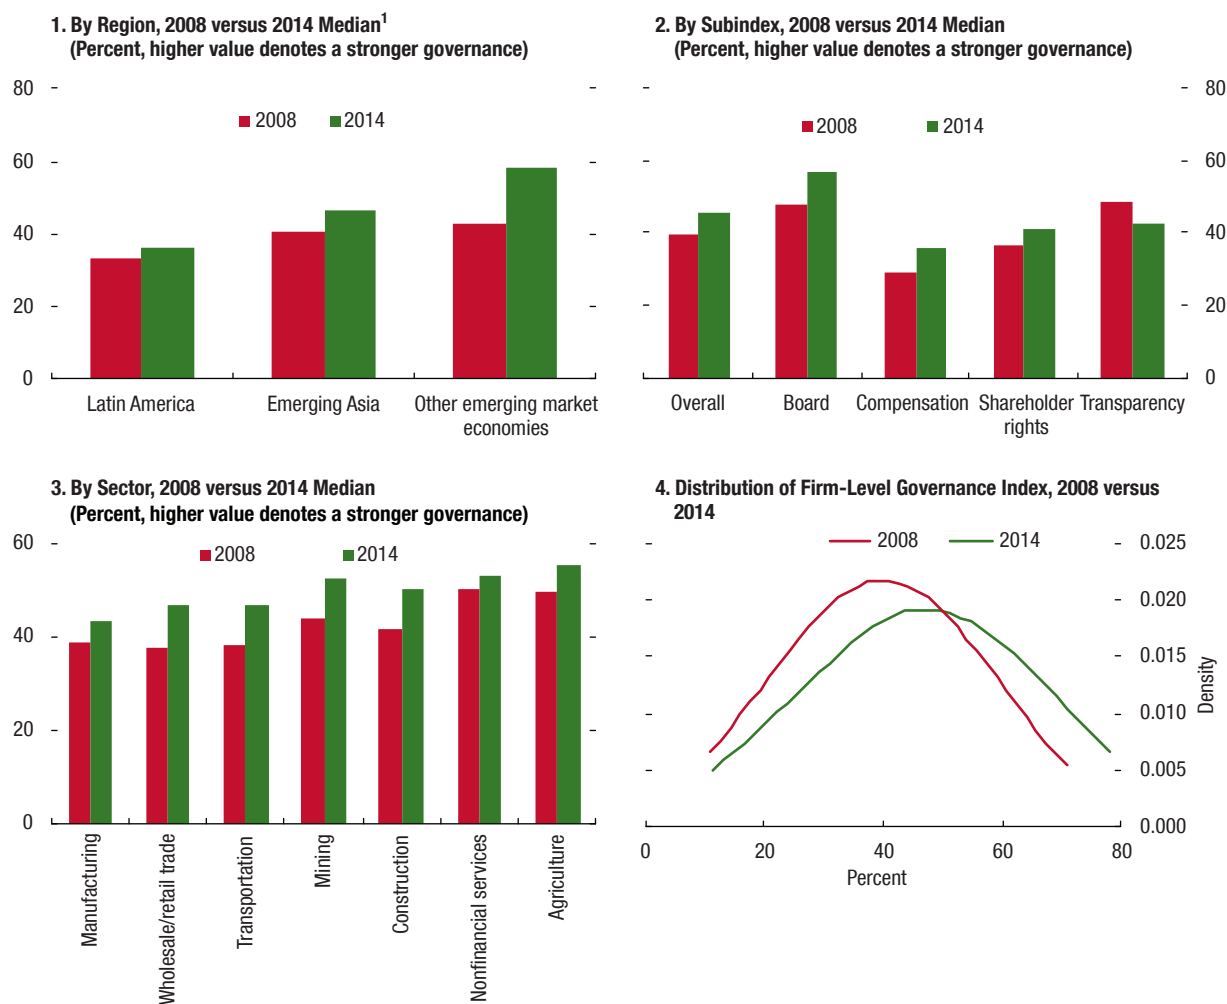 1. By Region, 2008 versus 2014 Median1
(Percent, higher value denotes a stronger governance)
80
2008 2014
60
40
20
0
Latin America Emerging Asia Other emerging market
economies
2. By Subindex, 2008 versus 2014 Median
(Percent, higher value denotes a stronger governance)
80
2008 2014
60
40
20
0
Overall Board Compensation Shareholder Transparency
rights
3. By Sector, 2008 versus 2014 Median
(Percent, higher value denotes a stronger governance)
60
2008 2014
40
20
0
Manufacturing
Wholesale/retail trade
Transportation
Mining
Construction
Nonfinancial services
Agriculture
4. Distribution of Firm-Level Governance Index, 2008 versus
2014
2008 2014
0.025
0.020
0.015
0.010
0.005
0.000
Density
0 20 40 60 80
Percent